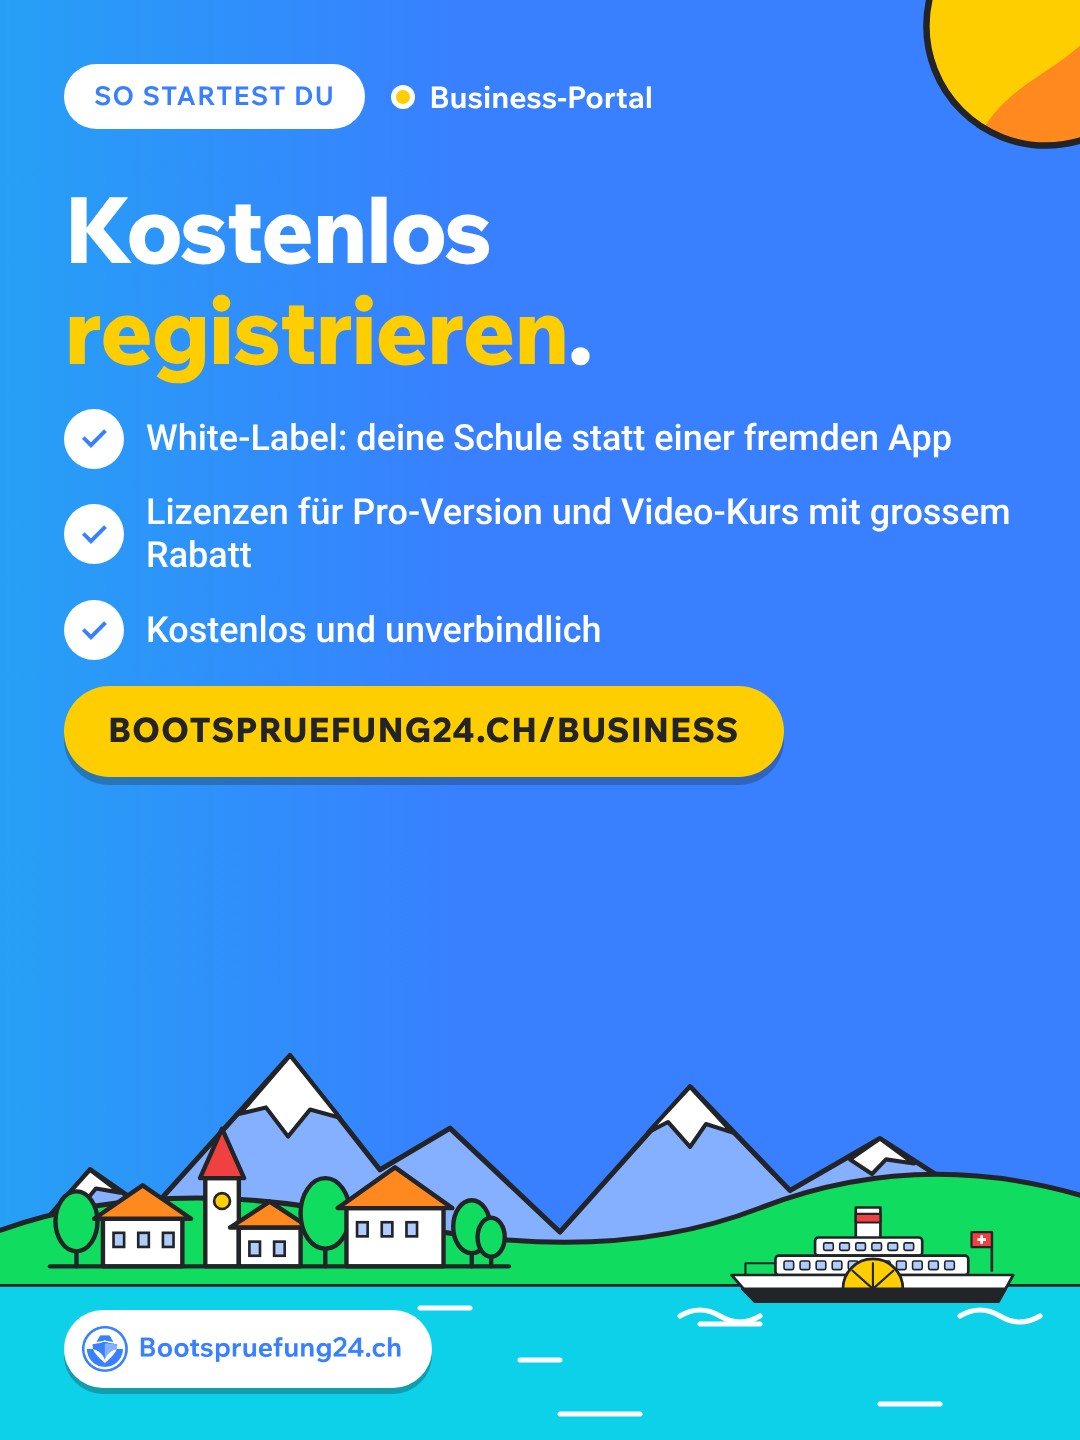 SO STARTEST DU
Business-Portal
Kostenlos
registrieren.
White-Label: deine Schule statt einer fremden App
Lizenzen für Pro-Version und Video-Kurs mit grossem
Rabatt
Kostenlos und unverbindlich
BOOTSPRUEFUNG24.CH/BUSINESS
Bootspruefung24.ch